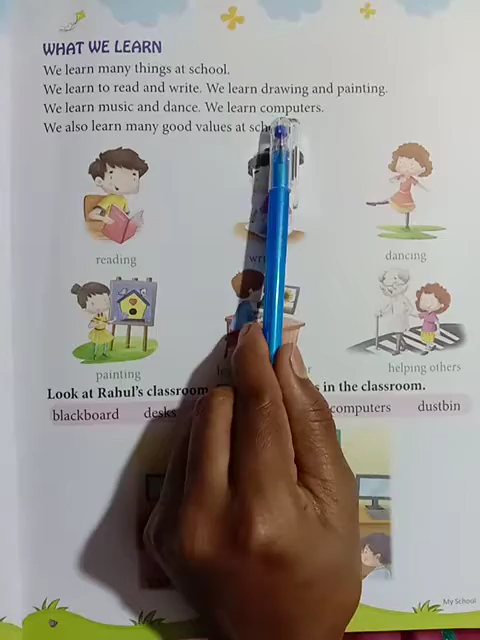 WHAT WE LEARN
We learn many things at school.
We learn to read and write. We learn drawing and painting.
We learn music and dance. We learn computers.
We also learn many good values at
reading
dancing
painting
helping others
Look at Rahul's classroom in the classroom.
blackboard desks computers dustbin
My School